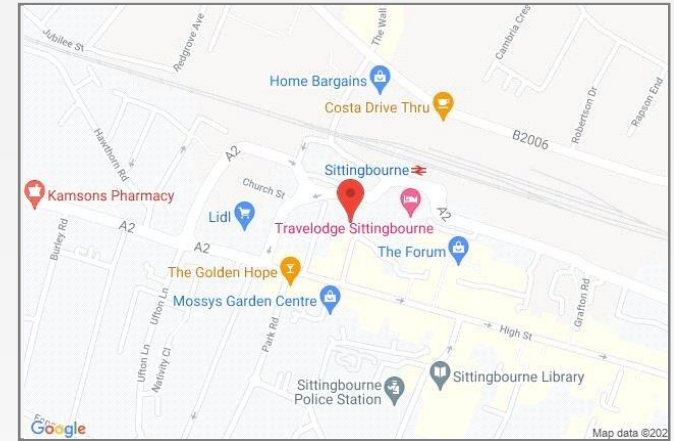 Jubilee St
Redgrove Ave
The Wall
Cambria Cres
Home Bargains
Costa Drive Thru
Robertson Dr
Rapson End
B2006
Hawthorn Rd
A2
Sittingbourne
Church St
Kamsons Pharmacy
Lidl
Travelodge Sittingbourne
A2
A2
A2
The Forum
Burley Rd
The Golden Hope
Ufton Ln
Mossys Garden Centre
Grafton Rd
High St
Park Rd
Ufton Ln
Nativity Cl
Sittingbourne
Police Station
Sittingbourne Library
Google
Map data ©202